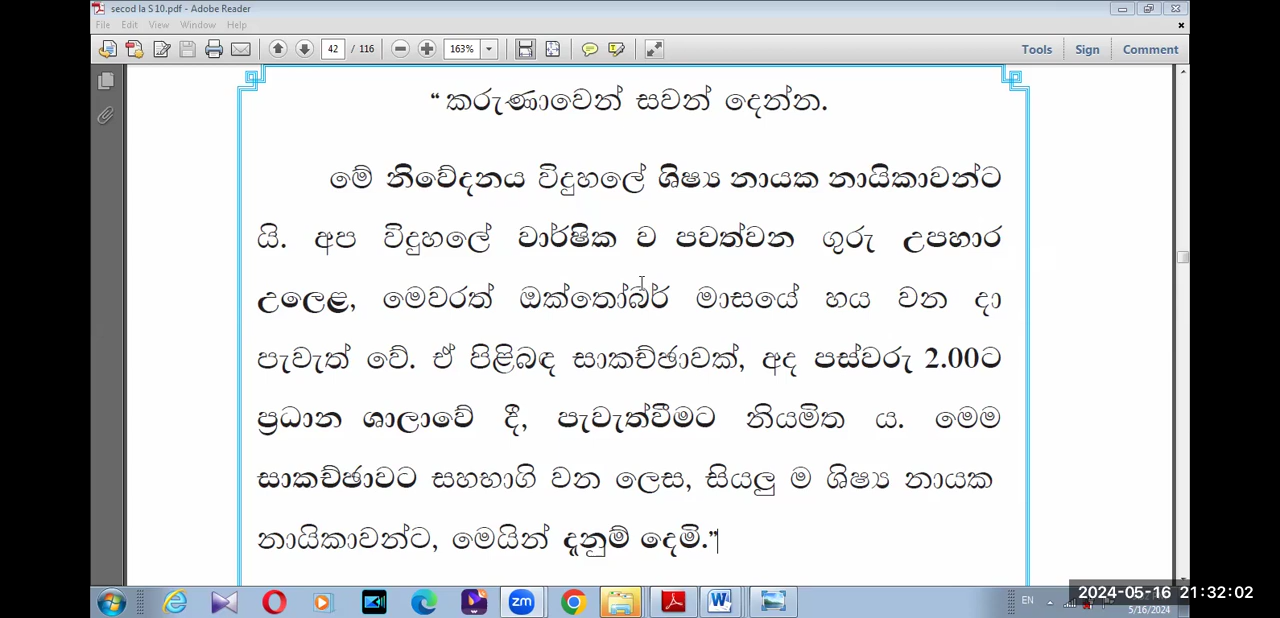 secod la S10.pdf - Adobe Reader
File Edit View Window Help
42 / 116 163% Tools Sign Comment
“ කරුණාවෙන් සවන් දෙන්න.
මේ නිවේදනය විදුහලේ ශිෂ්‍ය නායක නායිකාවන්ට
යි. අප විදුහලේ වාර්ෂික ව පවත්වන ගුරු උපහාර
උලෙළ, මෙවරත් ඔක්තෝබර් මාසයේ හය වන දා
පැවැත් වේ. ඒ පිළිබඳ සාකච්ඡාවක්, අද පස්වරු 2.00ට
ප්‍රධාන ශාලාවේ දී, පැවැත්වීමට නියමිත ය. මෙම
සාකච්ඡාවට සහභාගි වන ලෙස, සියලු ම ශිෂ්‍ය නායක
නායිකාවන්ට, මෙයින් දැනුම් දෙමි.”
zm
EN
2024-05-16 21:32:02
5/16/2024